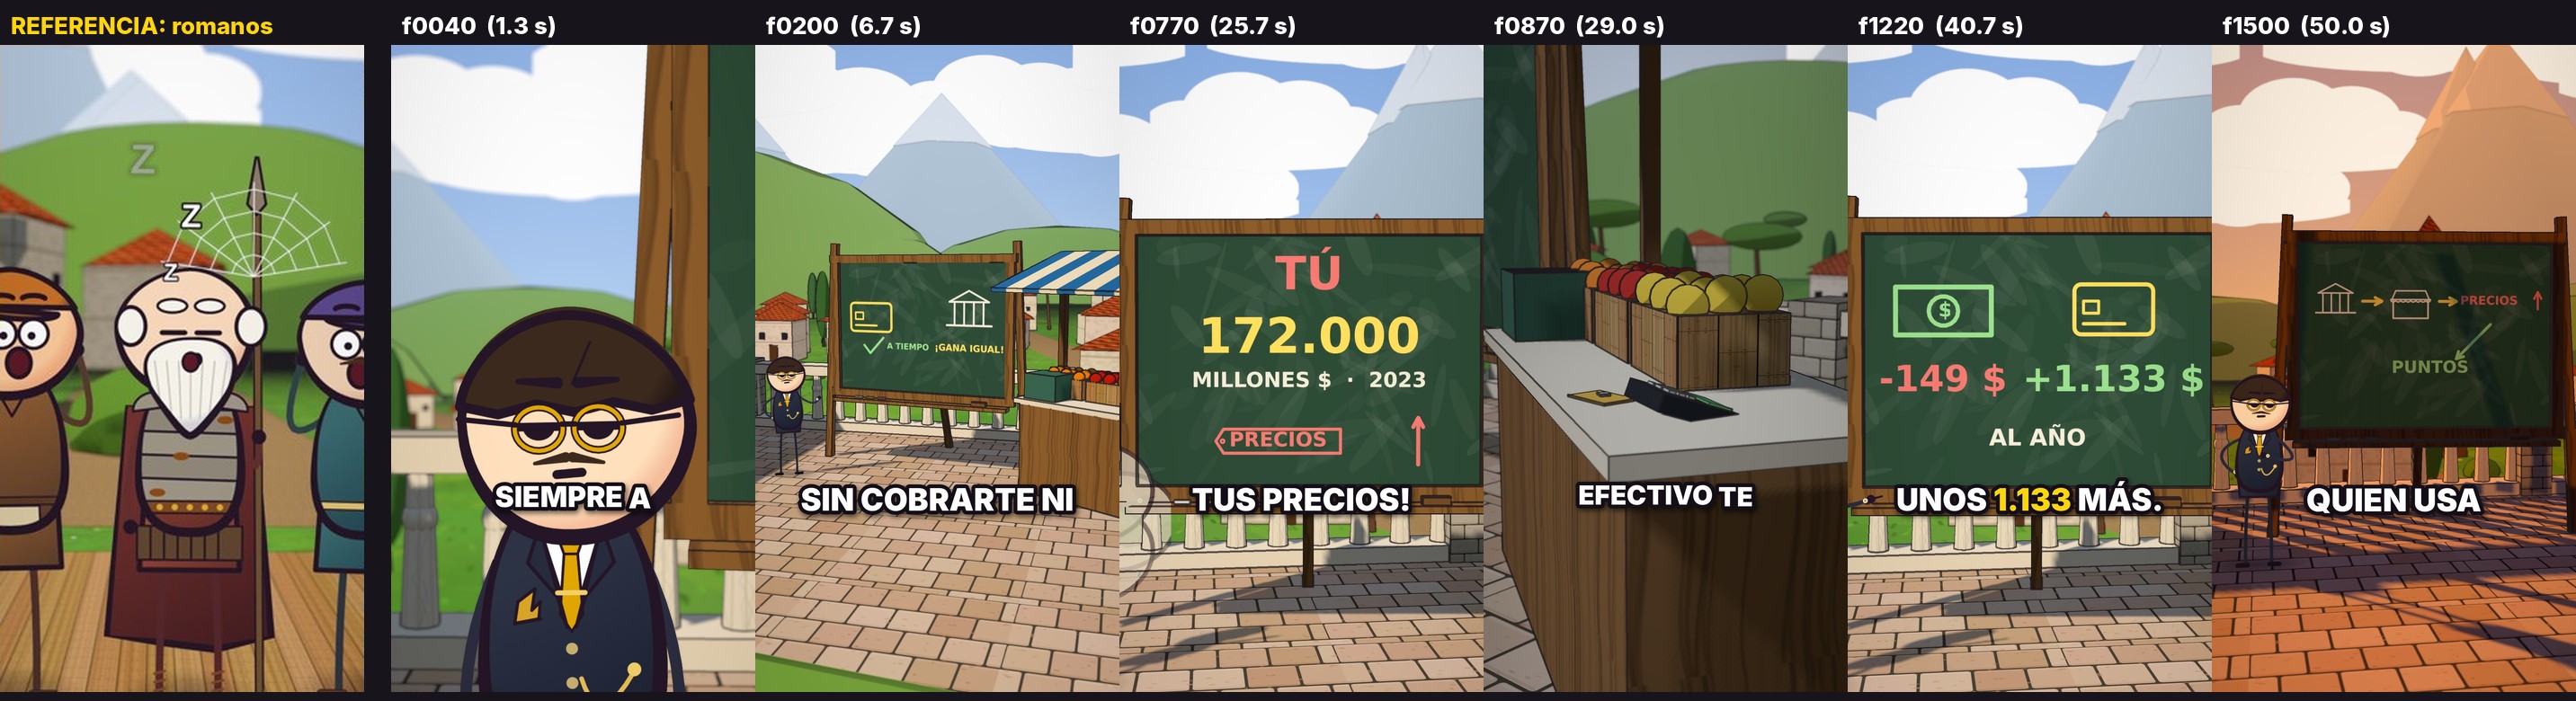 REFERENCIA: romanos
Z
Z
Z
f0040 (1.3 s)
SIEMPRE A
f0200 (6.7 s)
A TIEMPO
¡GANA IGUAL!
SIN COBRARTE NI
f0770 (25.7 s)
TÚ
172.000
MILLONES $ · 2023
PRECIOS
¡TUS PRECIOS!
f0870 (29.0 s)
EFECTIVO TE
f1220 (40.7 s)
$
-149 $ +1.133 $
AL AÑO
UNOS 1.133 MÁS.
f1500 (50.0 s)
PRECIOS
PUNTOS
QUIEN USA